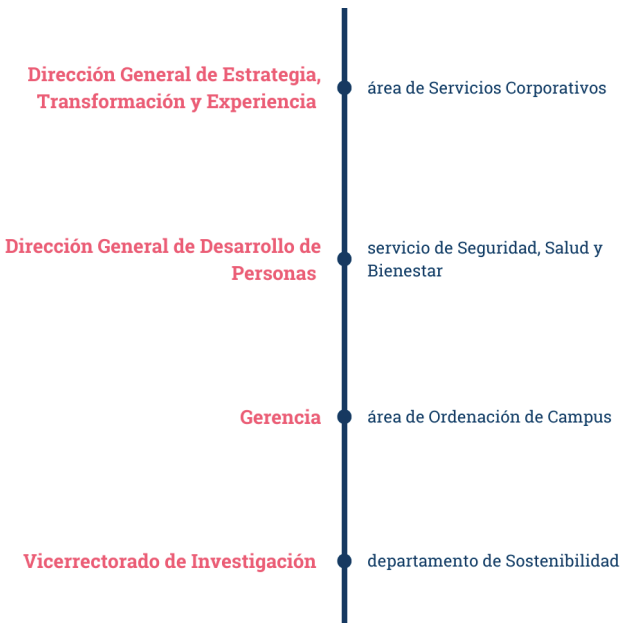 Dirección General de Estrategia,
Transformación y Experiencia
área de Servicios Corporativos
Dirección General de Desarrollo de
Personas
servicio de Seguridad, Salud y
Bienestar
Gerencia
área de Ordenación de Campus
Vicerrectorado de Investigación
departamento de Sostenibilidad